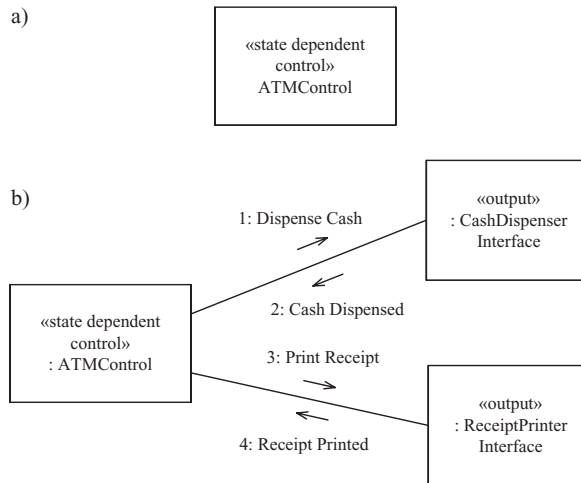 a)
«state dependent
control»
ATMControl
b)
1: Dispense Cash
«output»
: CashDispenser
Interface
2: Cash Dispensed
«state dependent
control»
: ATMControl
3: Print Receipt
4: Receipt Printed
«output»
: ReceiptPrinter
Interface